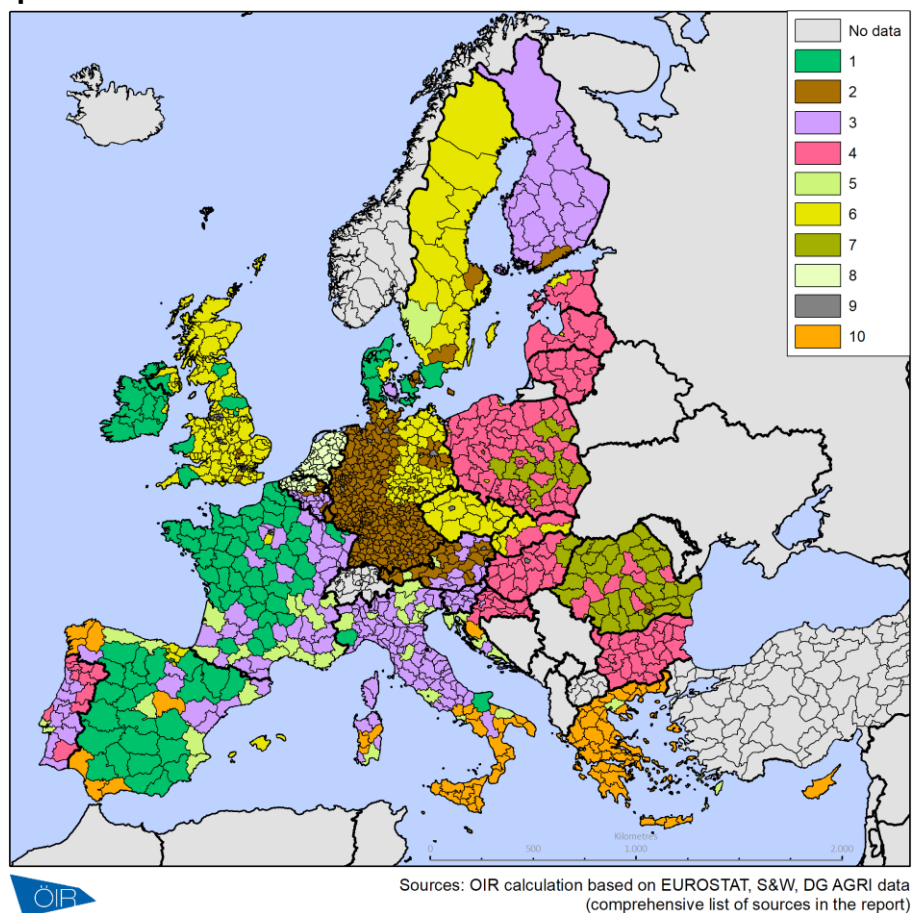 No data
1
2
3
4
5
6
7
8
9
10
Kilometres
0 500 1.000 2.000
ÖIR
Sources: OIR calculation based on EUROSTAT, S&W, DG AGRI data
(comprehensive list of sources in the report)